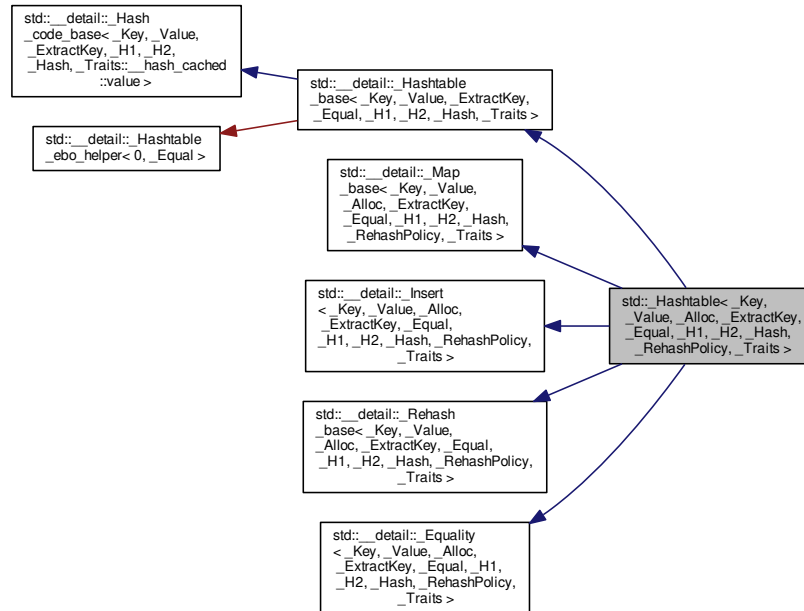 std::__detail::_Hash
_code_base< _Key, _Value,
_ExtractKey, _H1, _H2,
_Hash, _Traits::__hash_cached
::value >
std::__detail::_Hashtable
_base< _Key, _Value, _ExtractKey,
_Equal, _H1, _H2, _Hash, _Traits >
std::__detail::_Hashtable
_ebo_helper< 0, _Equal >
std::__detail::_Map
_base< _Key, _Value,
_Alloc, _ExtractKey,
_Equal, _H1, _H2, _Hash,
_RehashPolicy, _Traits >
std::__detail::_Insert
< _Key, _Value, _Alloc,
_ExtractKey, _Equal,
_H1, _H2, _Hash, _RehashPolicy,
_Traits >
std::_Hashtable< _Key,
_Value, _Alloc, _ExtractKey,
_Equal, _H1, _H2, _Hash,
_RehashPolicy, _Traits >
std::__detail::_Rehash
_base< _Key, _Value,
_Alloc, _ExtractKey, _Equal,
_H1, _H2, _Hash, _RehashPolicy,
_Traits >
std::__detail::_Equality
< _Key, _Value, _Alloc,
_ExtractKey, _Equal, _H1,
_H2, _Hash, _RehashPolicy,
_Traits >